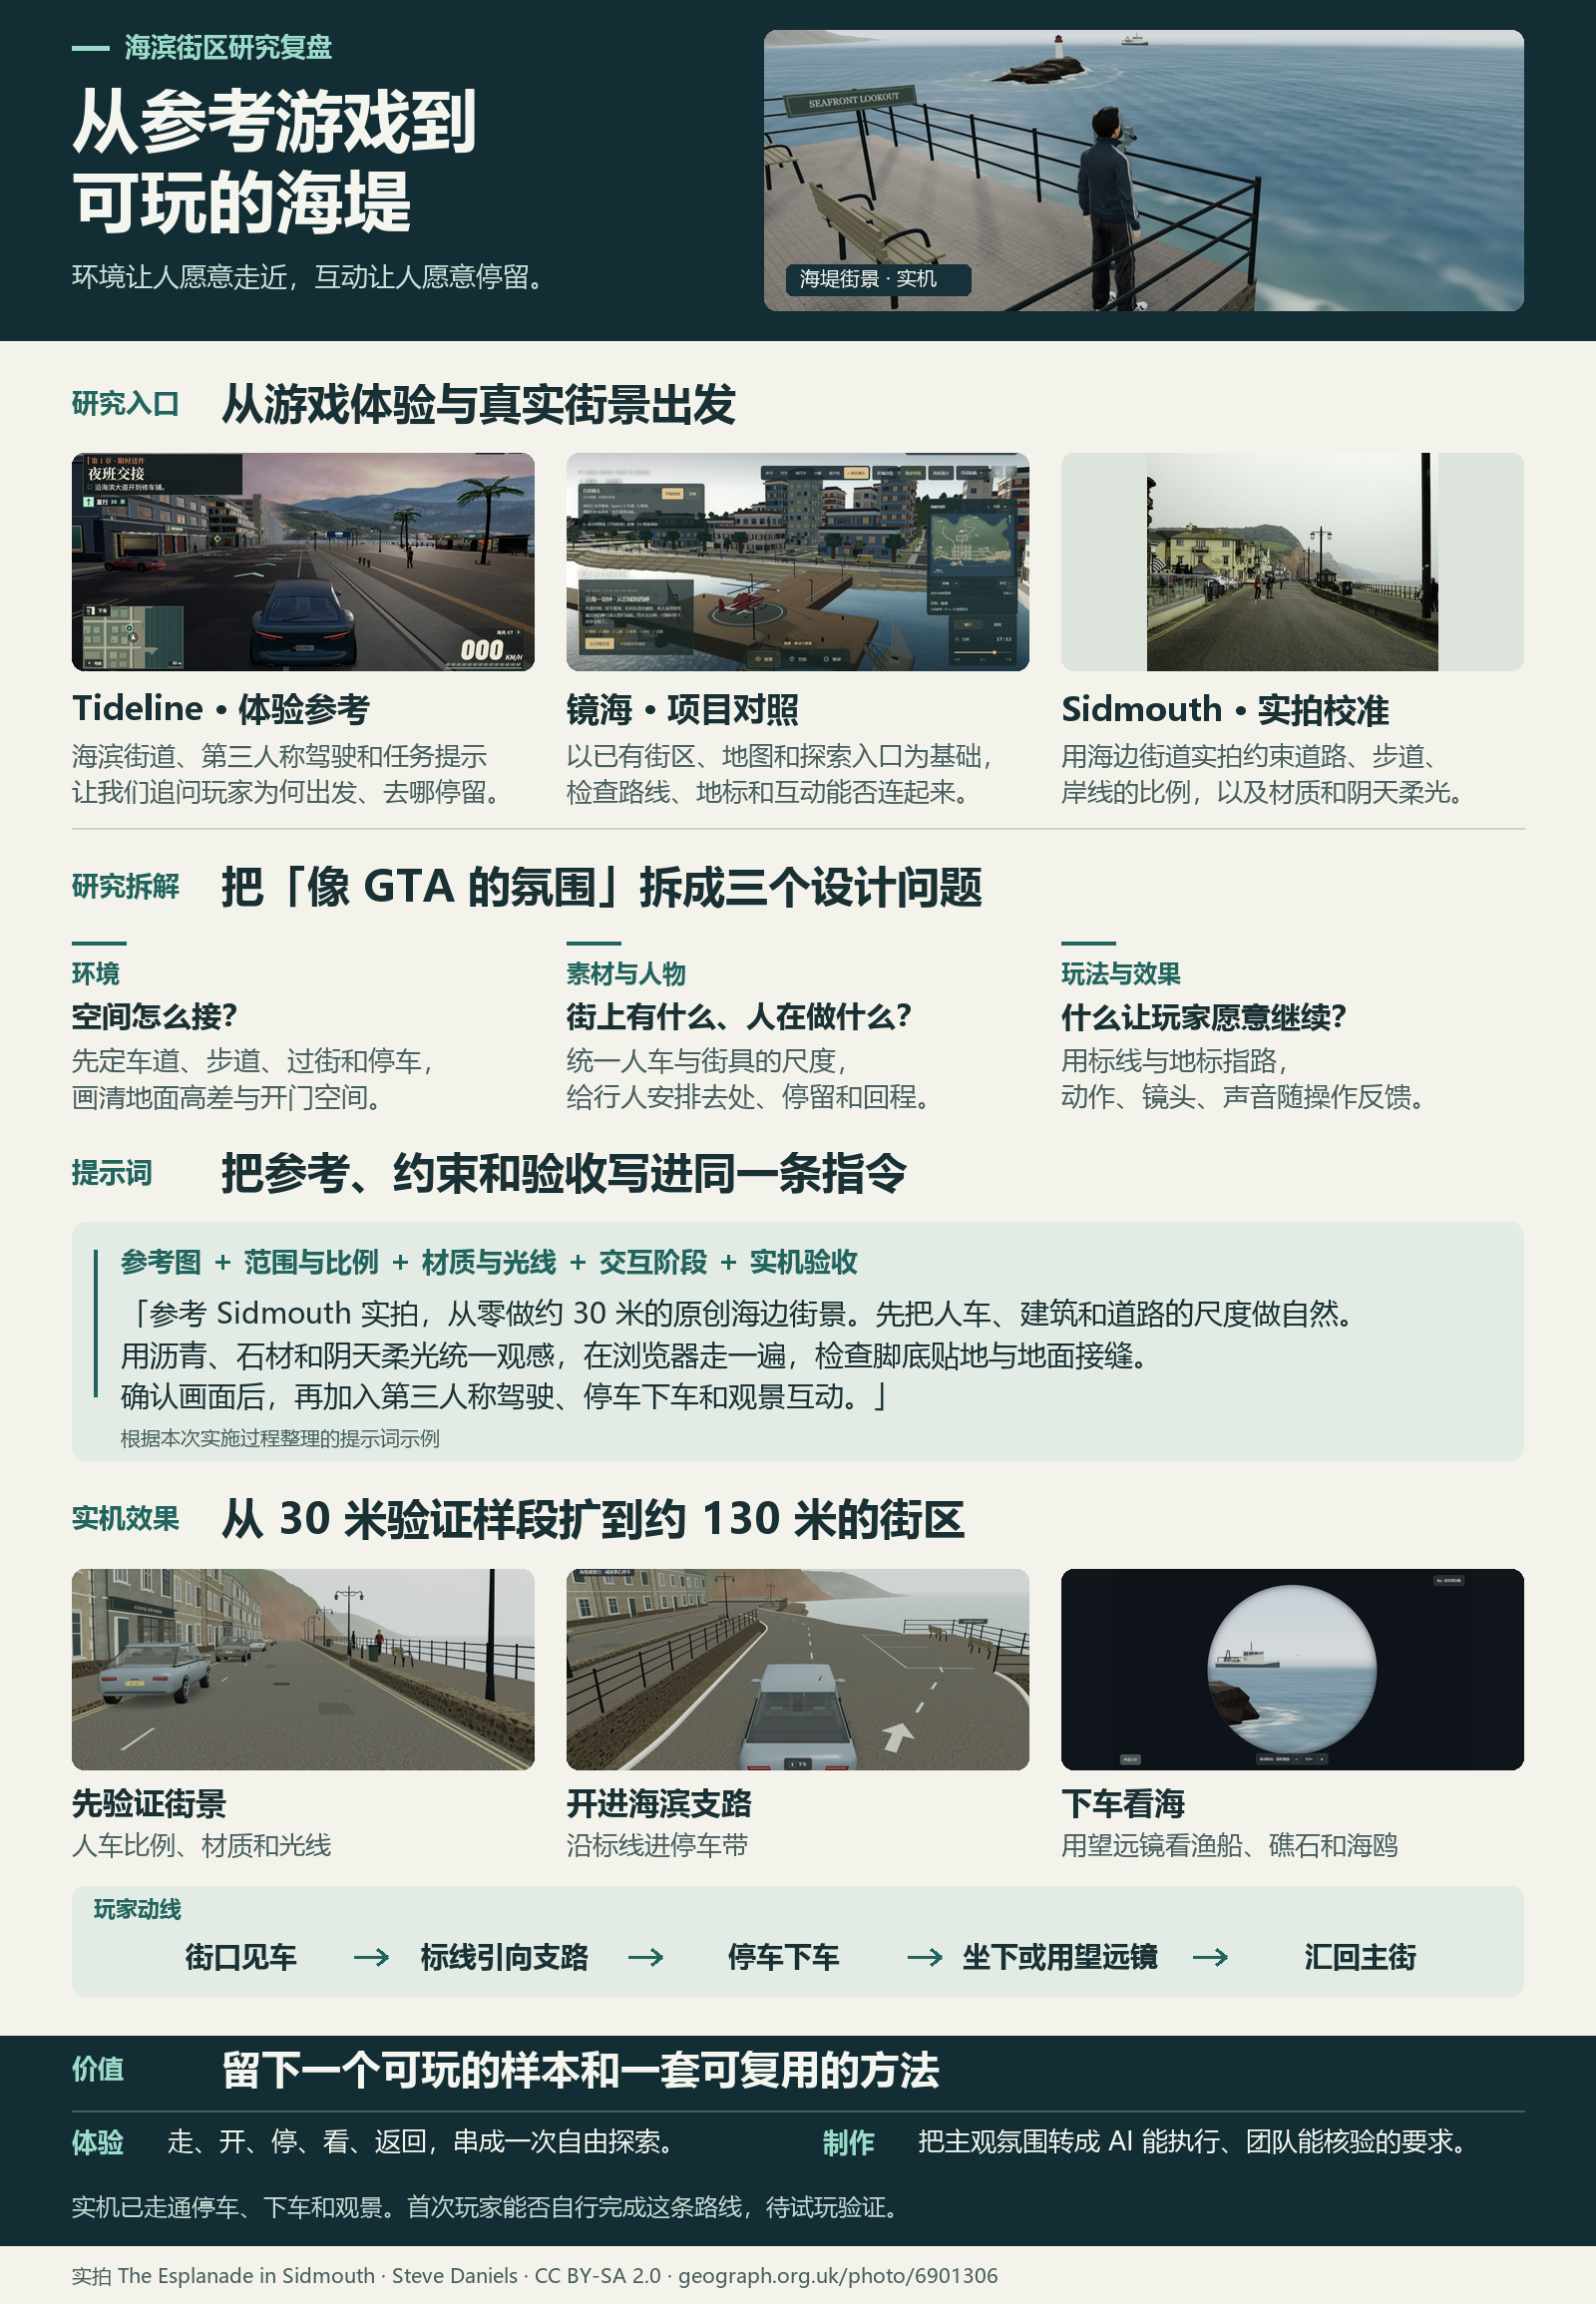 海滨街区研究复盘
从参考游戏到
可玩的海堤
环境让人愿意走近，互动让人愿意停留。
SEAFRONT LOOKOUT
海堤街景 · 实机
研究入口
从游戏体验与真实街景出发
第 1 章 · 限时送件
夜班交接
沿海滨大道开到修车铺。
直行
下车
000 KM/H
17:12
Tideline • 体验参考
海滨街道、第三人称驾驶和任务提示
让我们追问玩家为何出发、去哪停留。
镜海 • 项目对照
以已有街区、地图和探索入口为基础，
检查路线、地标和互动能否连起来。
Sidmouth • 实拍校准
用海边街道实拍约束道路、步道、
岸线的比例，以及材质和阴天柔光。
研究拆解
把「像 GTA 的氛围」拆成三个设计问题
环境
空间怎么接？
先定车道、步道、过街和停车，
画清地面高差与开门空间。
素材与人物
街上有什么、人在做什么？
统一人车与街具的尺度，
给行人安排去处、停留和回程。
玩法与效果
什么让玩家愿意继续？
用标线与地标指路，
动作、镜头、声音随操作反馈。
提示词
把参考、约束和验收写进同一条指令
参考图 + 范围与比例 + 材质与光线 + 交互阶段 + 实机验收
「参考 Sidmouth 实拍，从零做约 30 米的原创海边街景。先把人车、建筑和道路的尺度做自然。
用沥青、石材和阴天柔光统一观感，在浏览器走一遍，检查脚底贴地与地面接缝。
确认画面后，再加入第三人称驾驶、停车下车和观景互动。」
根据本次实施过程整理的提示词示例
实机效果
从 30 米验证样段扩到约 130 米的街区
先验证街景
人车比例、材质和光线
开进海滨支路
沿标线进停车带
下车看海
用望远镜看渔船、礁石和海鸥
玩家动线
街口见车 → 标线引向支路 → 停车下车 → 坐下或用望远镜 → 汇回主街
价值
留下一个可玩的样本和一套可复用的方法
体验 走、开、停、看、返回，串成一次自由探索。
制作 把主观氛围转成 AI 能执行、团队能核验的要求。
实机已走通停车、下车和观景。首次玩家能否自行完成这条路线，待试玩验证。
实拍 The Esplanade in Sidmouth · Steve Daniels · CC BY-SA 2.0 · geograph.org.uk/photo/6901306